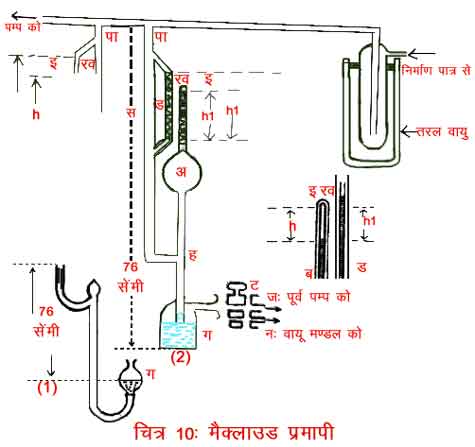 पम्प को
पा
पा
इ
रव
रव
इ
ड
स
h
h1
h1
निर्माण पात्र से
तरल वायु
अ
इ
रव
h
h1
ह
ब
ड
76
सेंमी
76
सेंमी
ट
जः पूर्व पम्प को
नः वायू मण्डल को
ग
(2)
ग
(1)
चित्र 10: मैक्लाउड प्रमापी